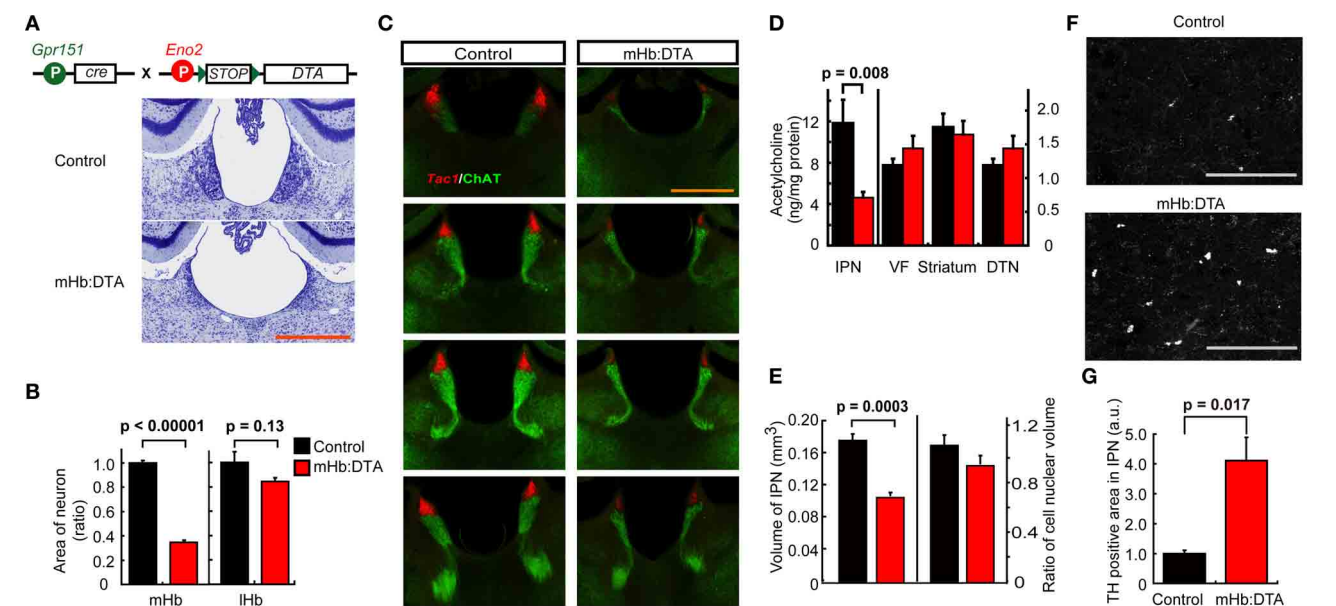 A
Gpr151
Eno2
P
cre
x
P
STOP
DTA
Control
mHb:DTA
B
p < 0.00001
p = 0.13
Control
mHb:DTA
Area of neuron
(ratio)
1.0
0.8
0.6
0.4
0.2
0
mHb
lHb
C
Control
mHb:DTA
Tac1/ChAT
D
p = 0.008
Acetylcholine
(ng/mg protein)
12
8
4
0
2.0
1.5
1.0
0.5
0
IPN
VF
Striatum
DTN
E
p = 0.0003
Volume of IPN (mm3)
0.20
0.16
0.12
0.08
0.04
0
1.2
0.8
0.4
0
Ratio of cell nuclear volume
F
Control
mHb:DTA
G
p = 0.017
TH positive area in IPN (a.u.)
5.0
4.0
3.0
2.0
1.0
0
Control
mHb:DTA